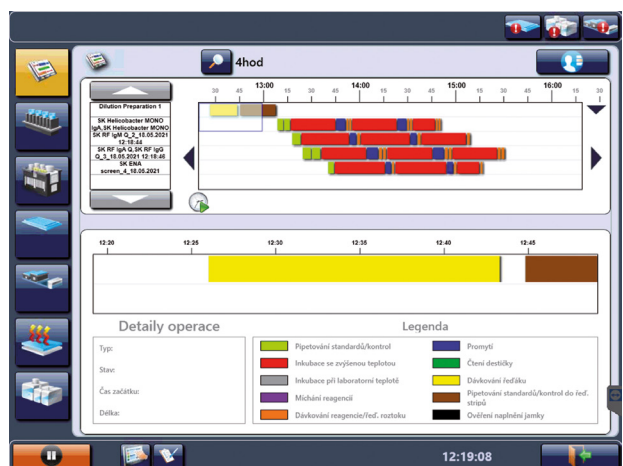 4hod
30 45 13:00 15 30 45 14:00 15 30 45 15:00 15 30 45 16:00 15 30
Dilution Preparation 1
SK Helicobacter MONO
IgA,SK Helicobacter MONO
SK RF IgM Q_2_18.05.2021
12:18:44
SK RF IgA Q,SK RF IgG
Q_3_18.05.2021 12:18:46
SK ENA
screen_4_18.05.2021
12:20 12:25 12:30 12:35 12:40 12:45
Detaily operace
Typ:
Stav:
Čas začátku:
Délka:
Legenda
Pipetování standardů/kontrol
Inkubace se zvýšenou teplotou
Inkubace při laboratorní teplotě
Míchání reagencií
Dávkování reagencie/řeď. roztoku
Promytí
Čtení destičky
Dávkování řeďáku
Pipetování standardů/kontrol do řeď.
stripů
Ověření naplnění jamky
12:19:08